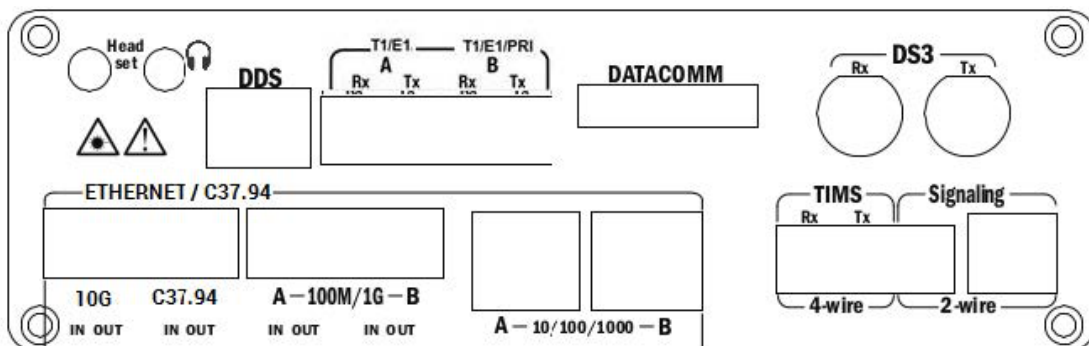 Head set
DDS
T1/E1 T1/E1/PRI
A B
Rx Tx Rx Tx
DATACOMM
DS3
Rx Tx
ETHERNET / C37.94
10G C37.94 A – 100M/1G – B
IN OUT IN OUT IN OUT IN OUT
A – 10/100/1000 – B
TIMS Signaling
Rx Tx
4-wire 2-wire